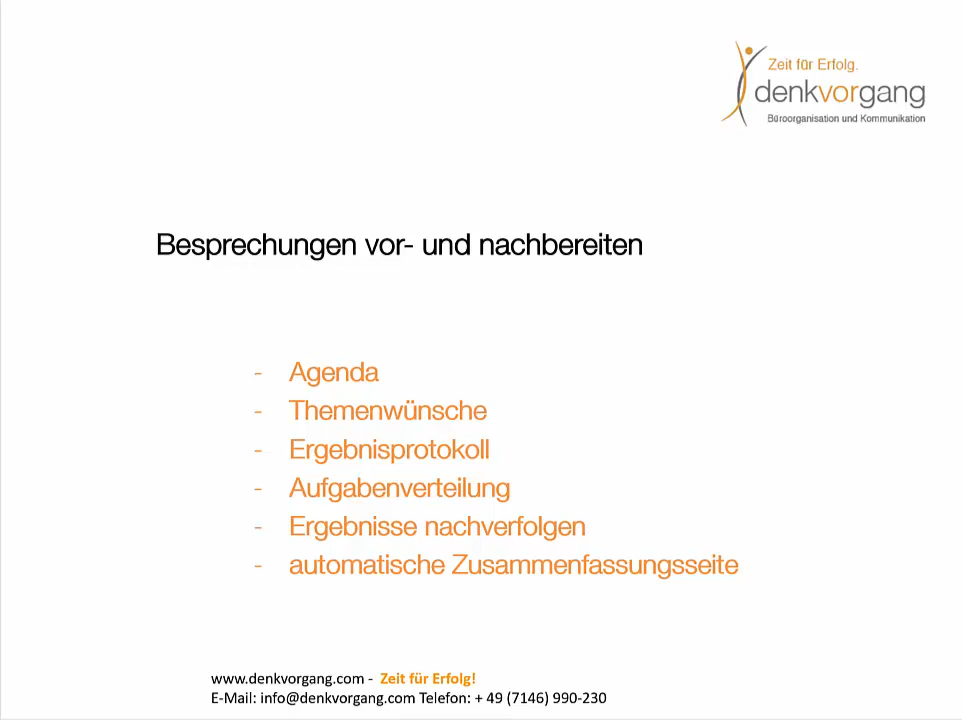 Zeit für Erfolg.
denkvorgang
Büroorganisation und Kommunikation
Besprechungen vor- und nachbereiten
- Agenda
- Themenwünsche
- Ergebnisprotokoll
- Aufgabenverteilung
- Ergebnisse nachverfolgen
- automatische Zusammenfassungsseite
www.denkvorgang.com - Zeit für Erfolg!
E-Mail: info@denkvorgang.com Telefon: + 49 (7146) 990-230